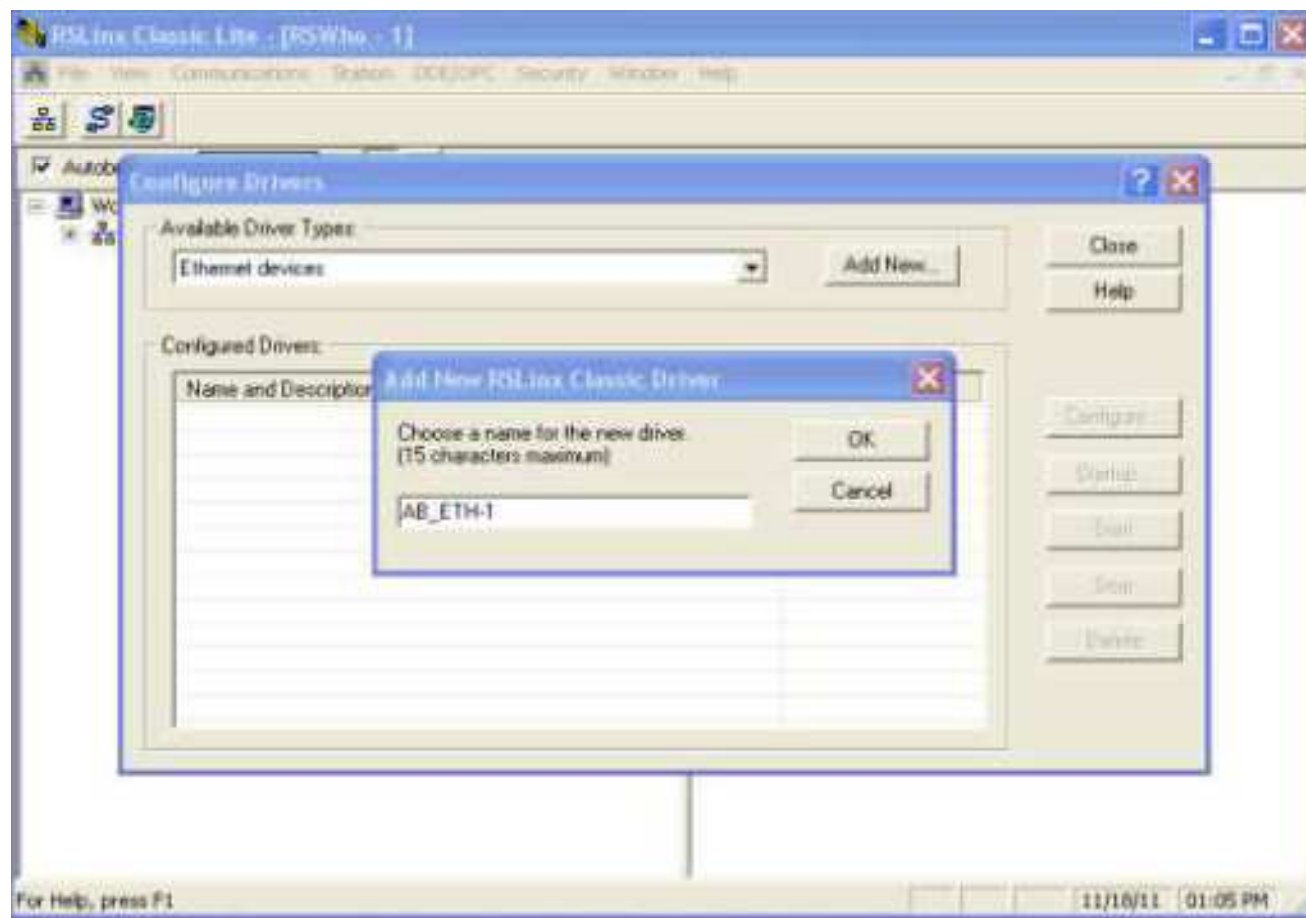 RSLinx Classic Lite - [RSWho - 1]
File View Communications Station DDE/OPC Security Window Help
Autobr
Configure Drivers
Wo
Available Driver Types:
Ethernet devices
Add New...
Close
Help
Configured Drivers:
Name and Description
Add New RSLinx Classic Driver
Choose a name for the new driver.
(15 characters maximum)
OK
Cancel
AB_ETH-1
Configure
Startup
Start
Stop
Delete
For Help, press F1
11/18/11 01:05 PM